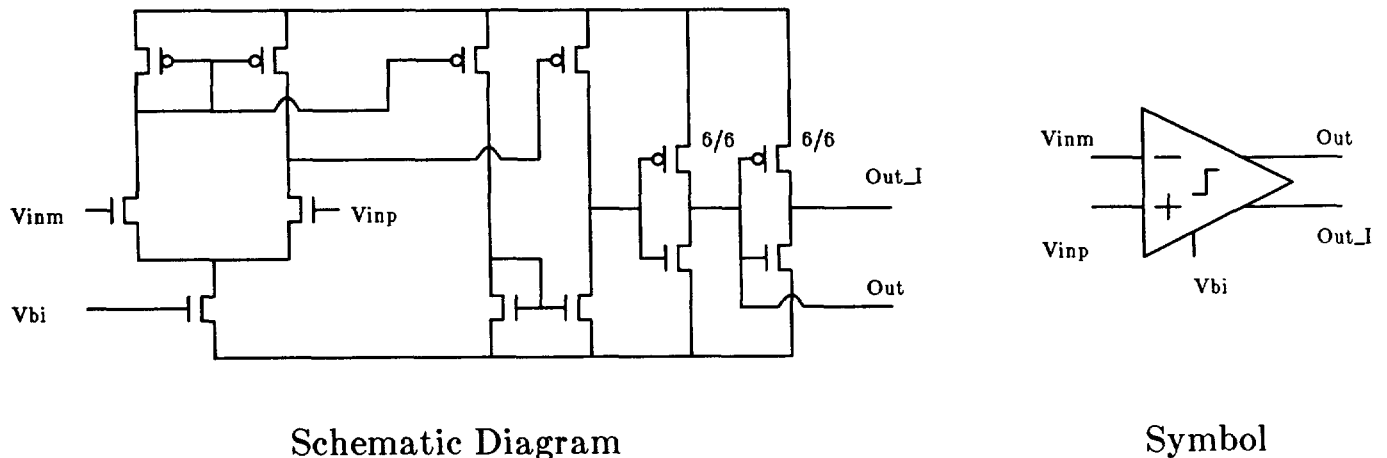 6/6
6/6
Out_I
Vinm
Vinp
Out
Vbi
Schematic Diagram
Vinm
Out
Vinp
Out_I
Vbi
Symbol